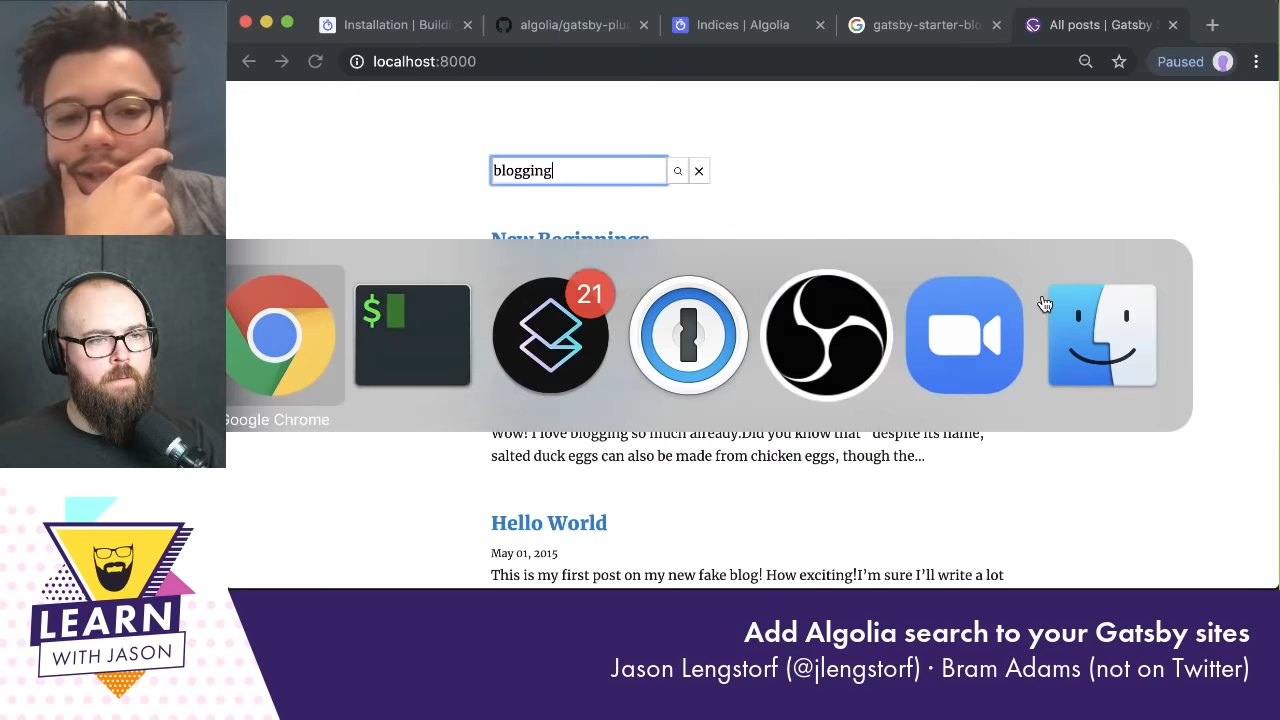 Installation | Buildi
algolia/gatsby-plug
Indices | Algolia
gatsby-starter-blo
All posts | Gatsby S
localhost:8000
Paused
blogging
New Beginnings
$
21
Google Chrome
Wow! I love blogging so much already.Did you know that "despite its name,
salted duck eggs can also be made from chicken eggs, though the...
Hello World
May 01, 2015
This is my first post on my new fake blog! How exciting!I'm sure I'll write a lot
LEARN
WITH JASON
Add Algolia search to your Gatsby sites
Jason Lengstorf (@jlengstorf) · Bram Adams (not on Twitter)